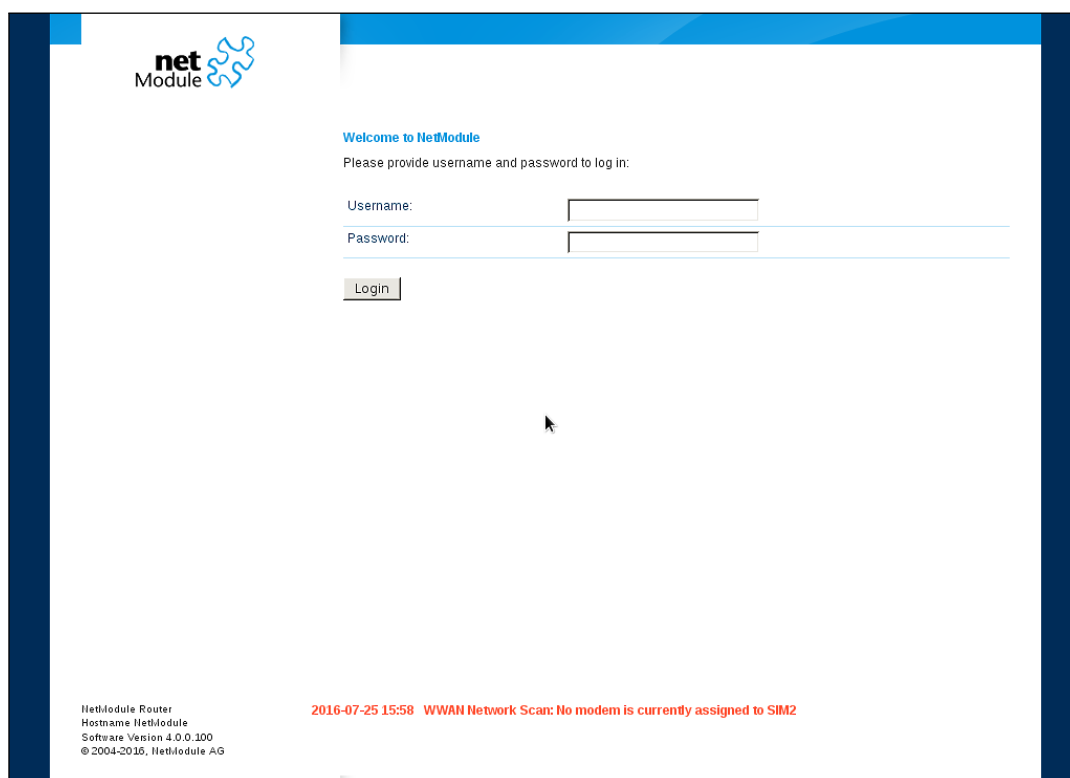 net
Module
Welcome to NetModule
Please provide username and password to log in:
Username:
Password:
Login
NetModule Router
Hostname NetModule
Software Version 4.0.0.100
© 2004-2016, NetModule AG
2016-07-25 15:58 WWAN Network Scan: No modem is currently assigned to SIM2